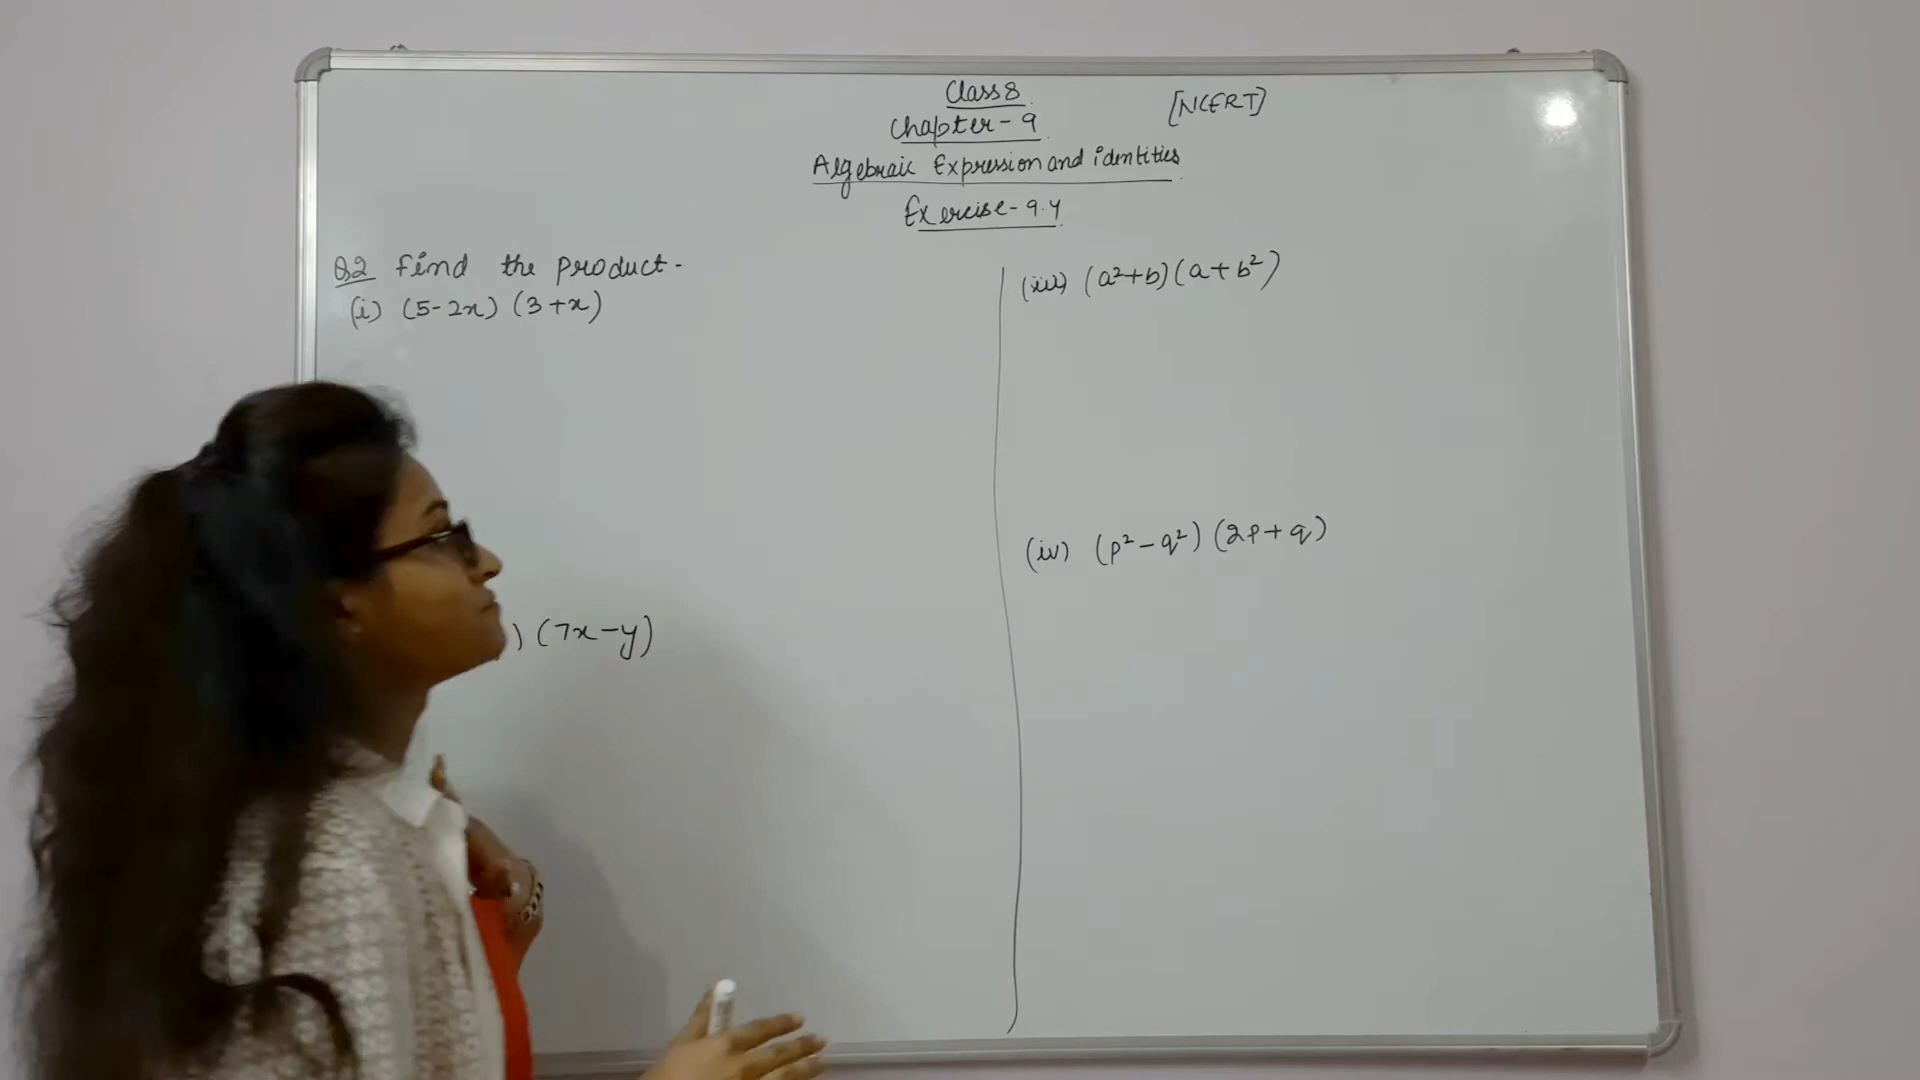 Class 8
Chapter-9
[NCERT]
Algebraic Expression and identities
Exercise-9.4
Q2 Find the product-
(i) (5-2x) (3+x)
) (7x-y)
(iii) (a²+b)(a+b²)
(iv) (p²-q²) (2p+q)